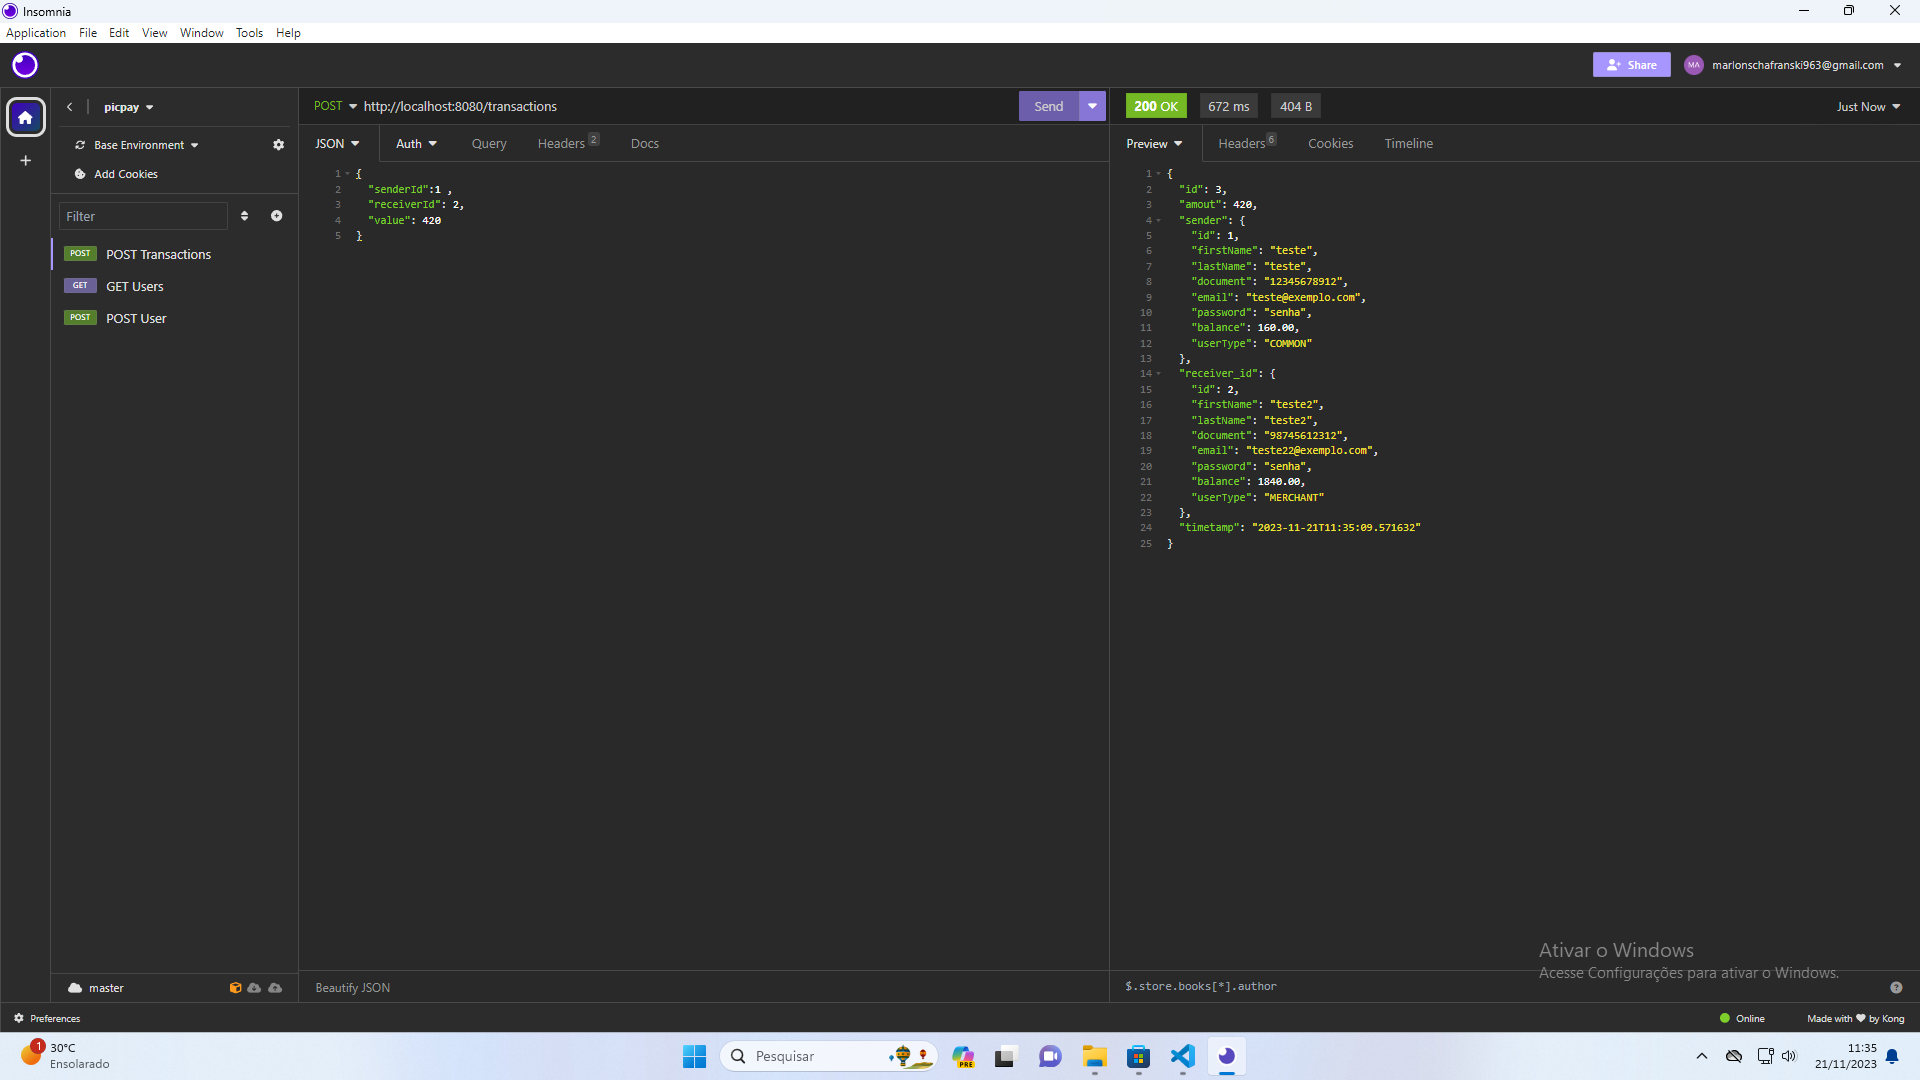 Insomnia
Application File Edit View Window Tools Help
Share MA marlonschafranski963@gmail.com
picpay
POST http://localhost:8080/transactions Send
200 OK 672 ms 404 B Just Now
Base Environment
Add Cookies
Filter
POST POST Transactions
GET GET Users
POST POST User
JSON Auth Query Headers 2 Docs
1 {
2 "senderId":1 ,
3 "receiverId": 2,
4 "value": 420
5 }
Preview Headers 6 Cookies Timeline
1 {
2 "id": 3,
3 "amout": 420,
4 "sender": {
5 "id": 1,
6 "firstName": "teste",
7 "lastName": "teste",
8 "document": "12345678912",
9 "email": "teste@exemplo.com",
10 "password": "senha",
11 "balance": 160.00,
12 "userType": "COMMON"
13 },
14 "receiver_id": {
15 "id": 2,
16 "firstName": "teste2",
17 "lastName": "teste2",
18 "document": "98745612312",
19 "email": "teste22@exemplo.com",
20 "password": "senha",
21 "balance": 1840.00,
22 "userType": "MERCHANT"
23 },
24 "timetamp": "2023-11-21T11:35:09.571632"
25 }
Ativar o Windows
Acesse Configurações para ativar o Windows.
master
Beautify JSON
$.store.books[*].author
Preferences
Online Made with ❤ by Kong
1 30°C
Ensolarado
Pesquisar
PRE
11:35
21/11/2023